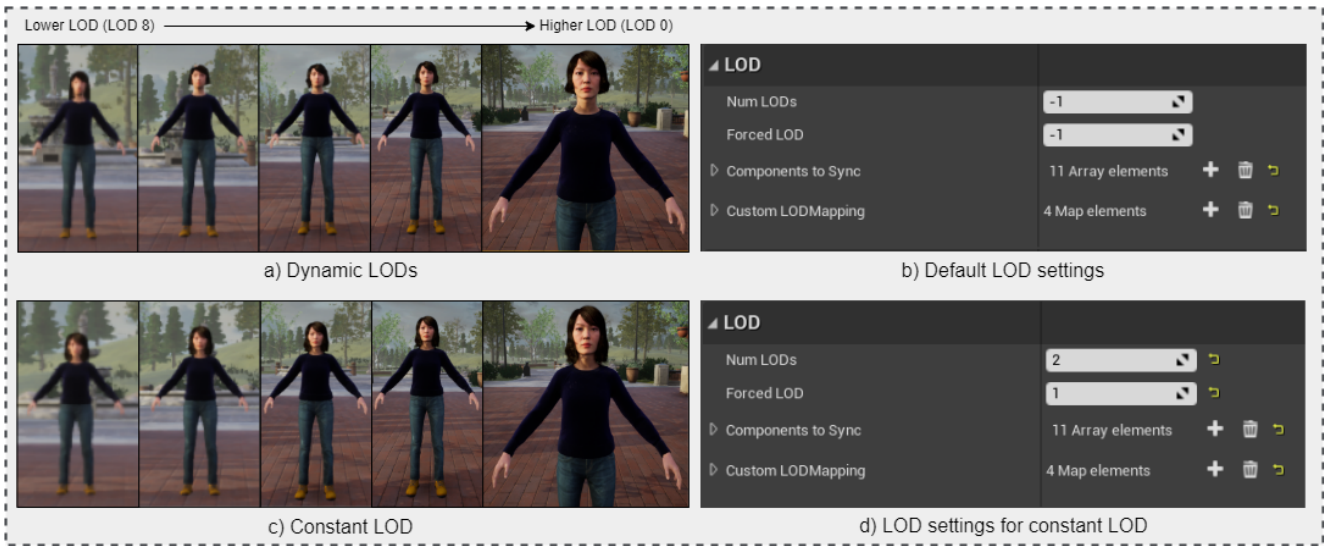 Lower LOD (LOD 8)
Higher LOD (LOD 0)
LOD
Num LODs
-1
Forced LOD
-1
Components to Sync
11 Array elements
Custom LODMapping
4 Map elements
a) Dynamic LODs
b) Default LOD settings
LOD
Num LODs
2
Forced LOD
1
Components to Sync
11 Array elements
Custom LODMapping
4 Map elements
c) Constant LOD
d) LOD settings for constant LOD